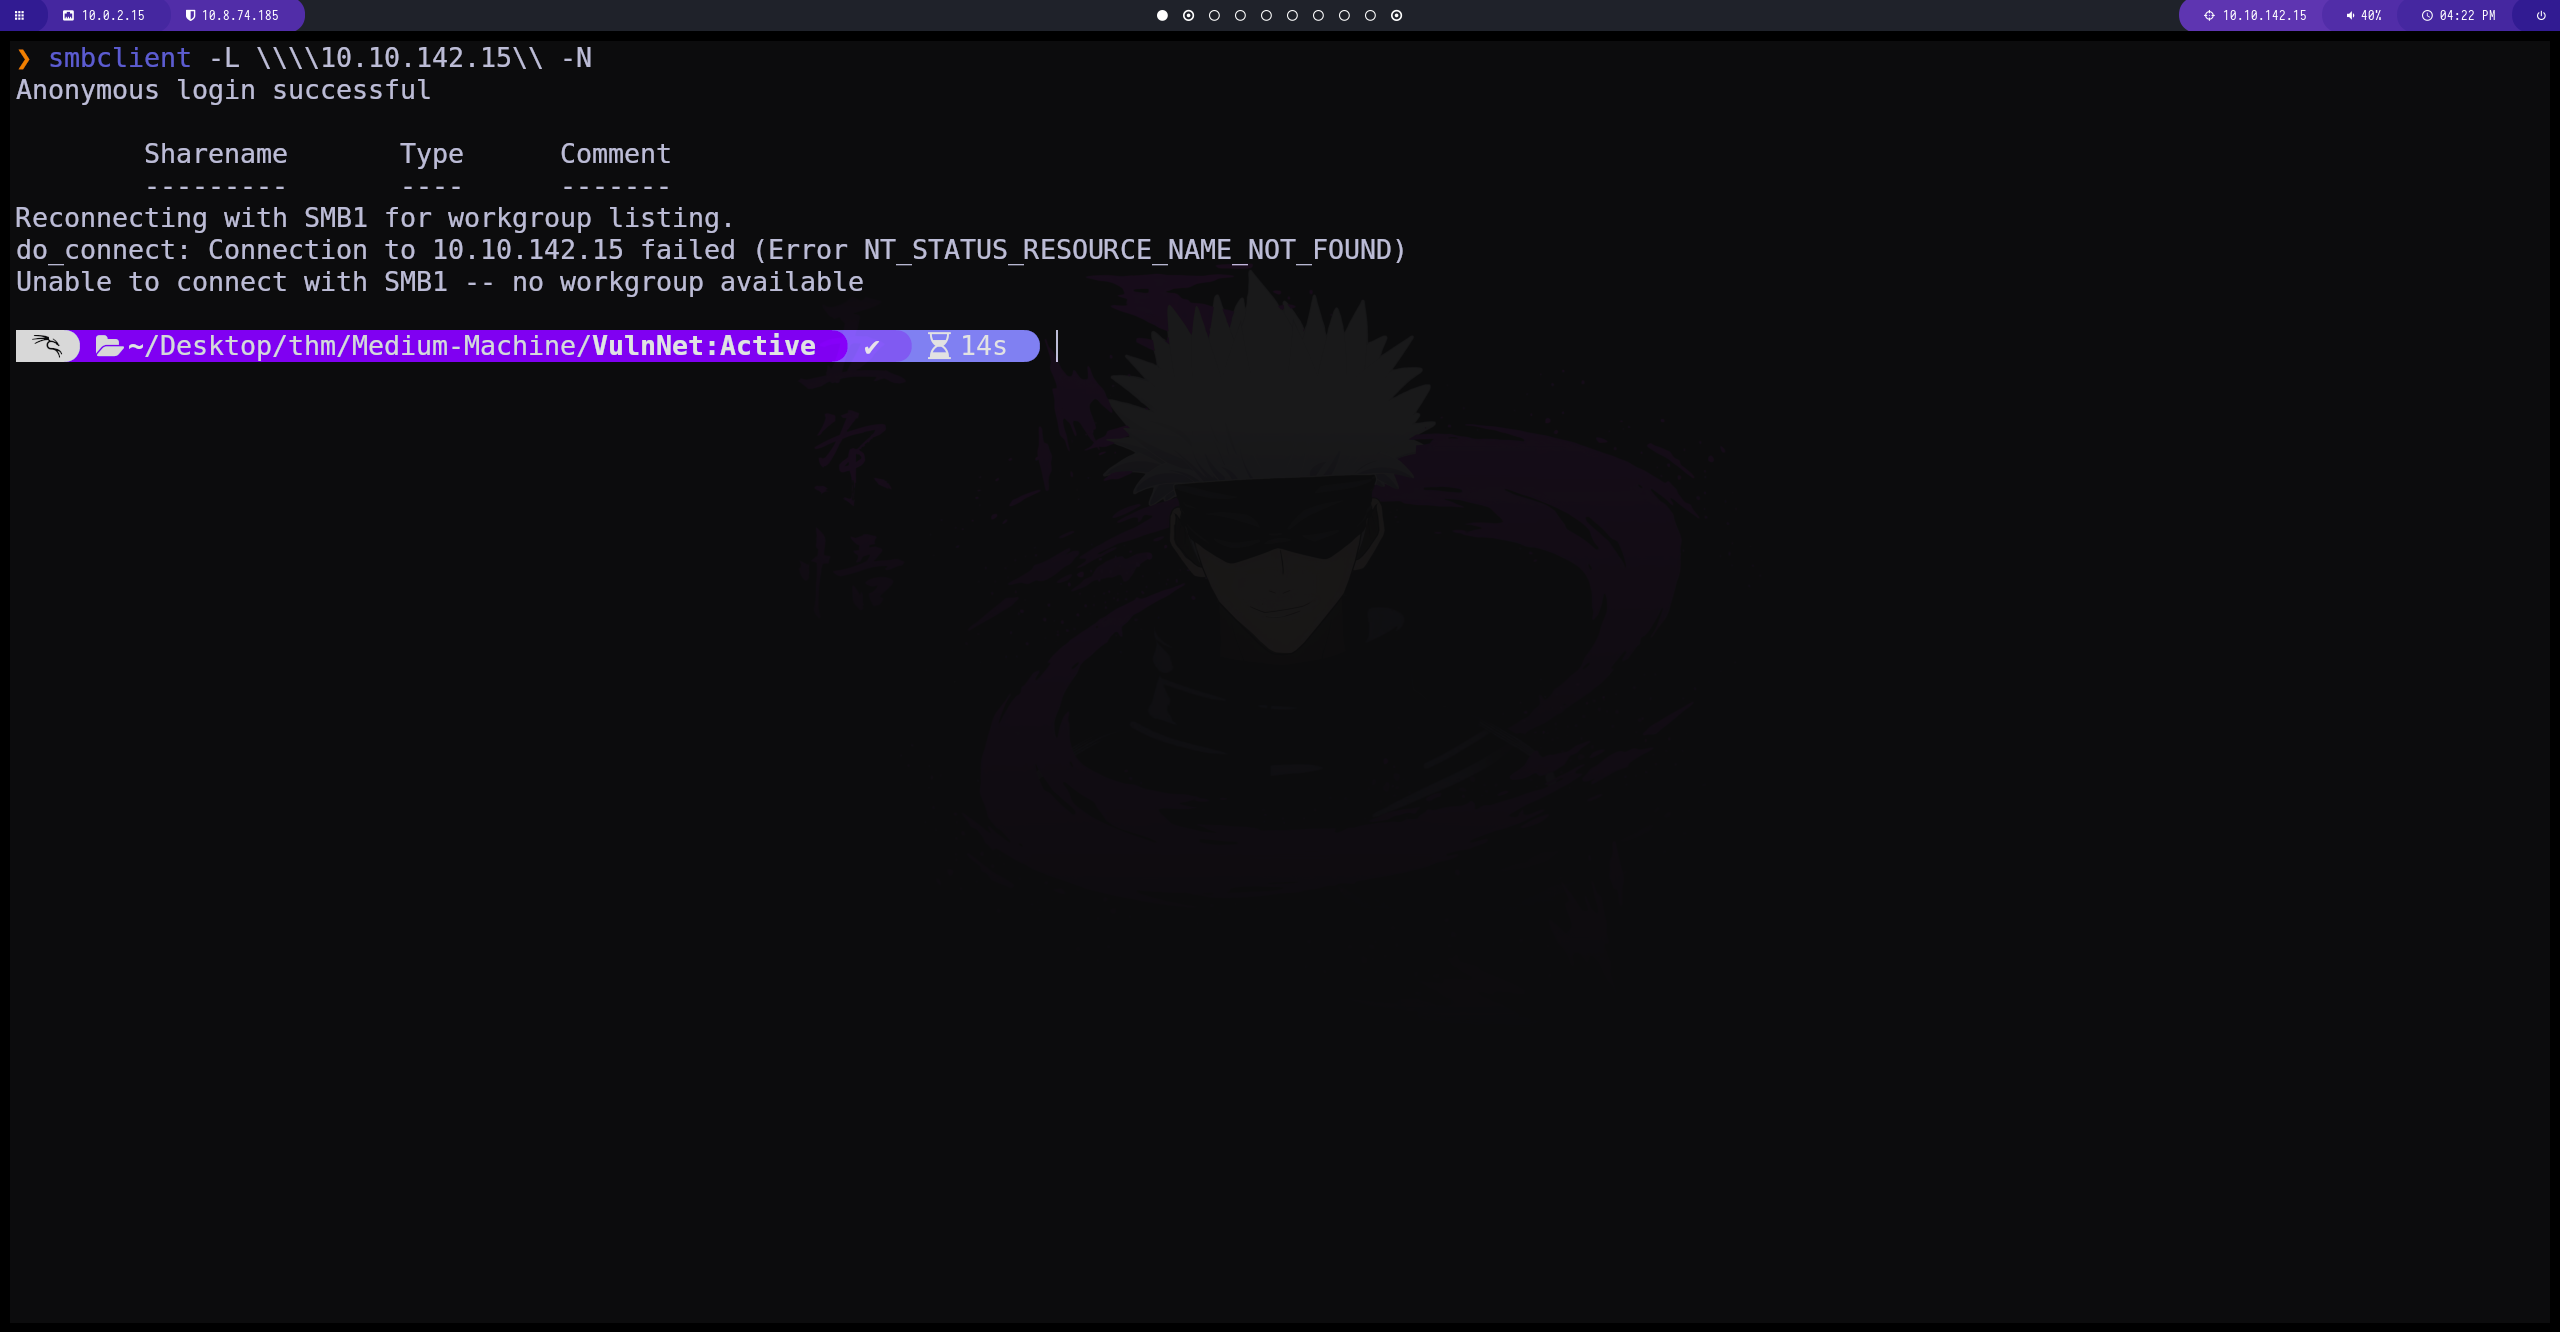 10.0.2.15 10.8.74.185 10.10.142.15 40% 04:22 PM
❯ smbclient -L \\\\10.10.142.15\\ -N
Anonymous login successful
Sharename Type Comment
--------- ---- -------
Reconnecting with SMB1 for workgroup listing.
do_connect: Connection to 10.10.142.15 failed (Error NT_STATUS_RESOURCE_NAME_NOT_FOUND)
Unable to connect with SMB1 -- no workgroup available
~/Desktop/thm/Medium-Machine/VulnNet:Active ✔ 14s